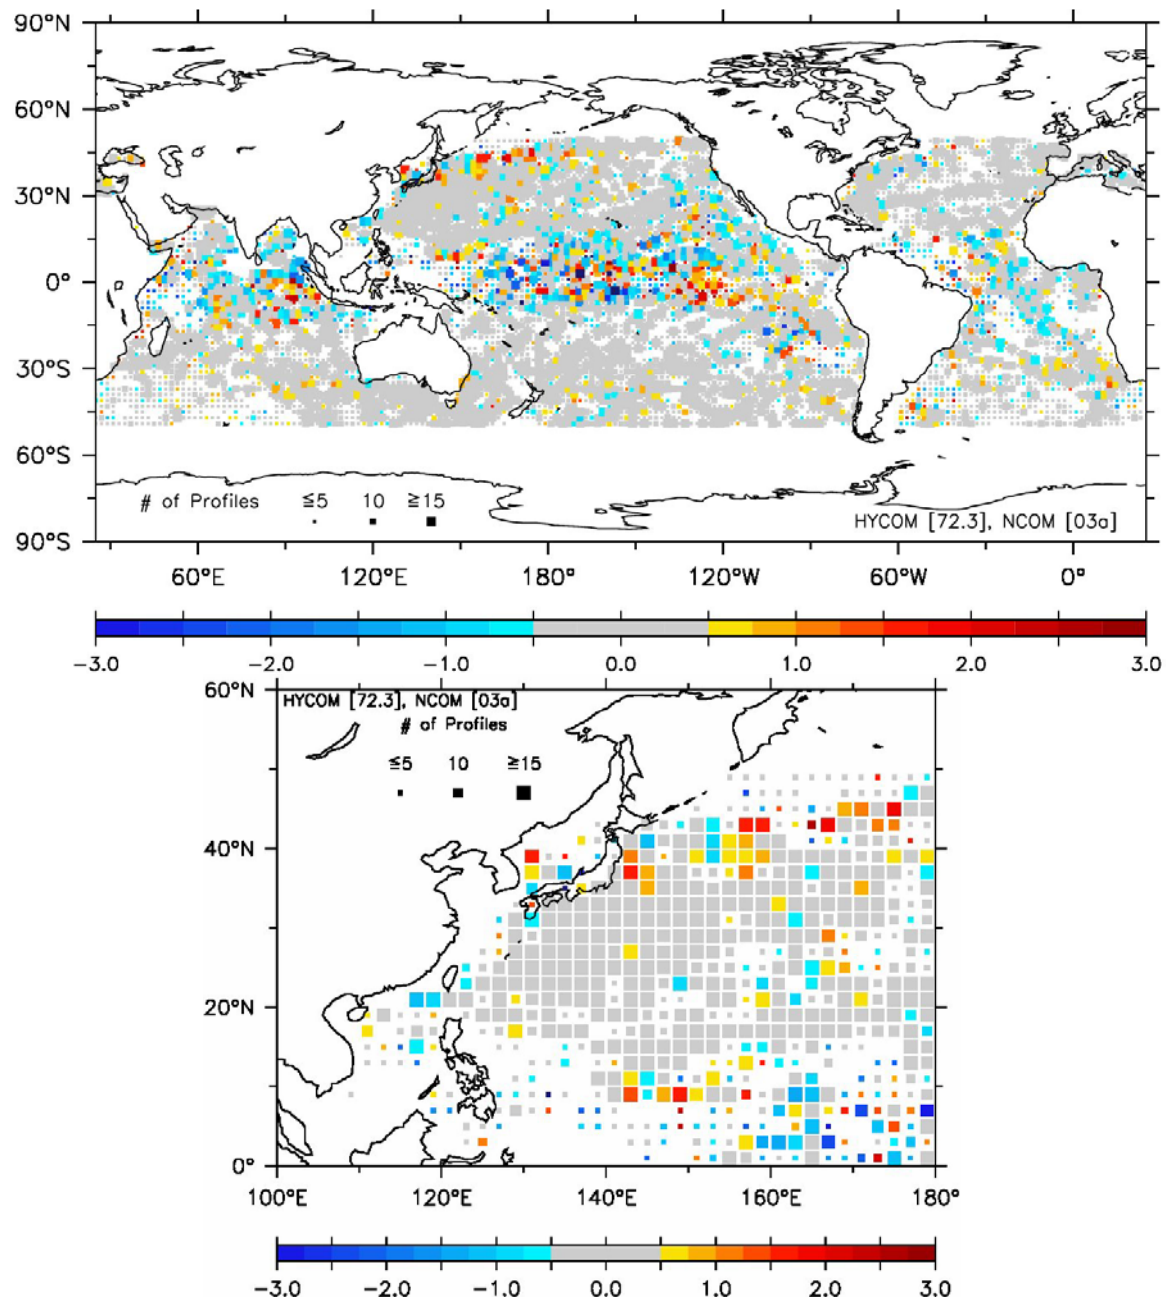 90°N
60°N
30°N
0°
30°S
60°S
90°S
# of Profiles ≦5 10 ≧15
HYCOM [72.3], NCOM [03a]
60°E 120°E 180° 120°W 60°W 0°
−3.0 −2.0 −1.0 0.0 1.0 2.0 3.0
60°N
HYCOM [72.3], NCOM [03a]
# of Profiles
≦5 10 ≧15
40°N
20°N
0°
100°E 120°E 140°E 160°E 180°
−3.0 −2.0 −1.0 0.0 1.0 2.0 3.0